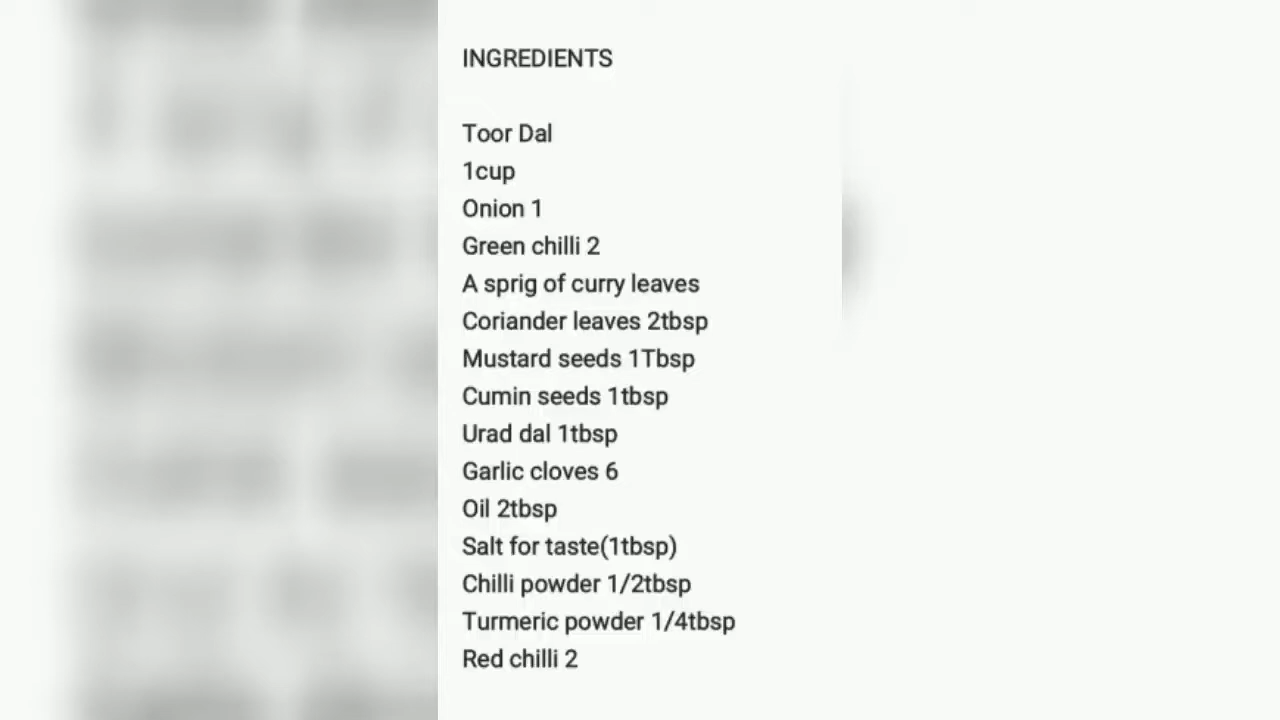 INGREDIENTS
Toor Dal
1cup
Onion 1
Green chilli 2
A sprig of curry leaves
Coriander leaves 2tbsp
Mustard seeds 1Tbsp
Cumin seeds 1tbsp
Urad dal 1tbsp
Garlic cloves 6
Oil 2tbsp
Salt for taste(1tbsp)
Chilli powder 1/2tbsp
Turmeric powder 1/4tbsp
Red chilli 2